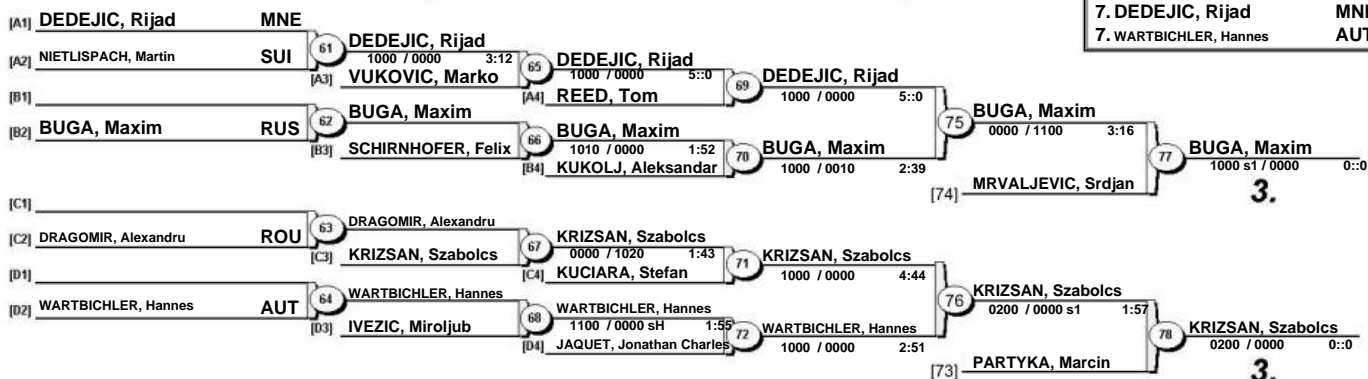 7. DEDEJIC, Rijad MNE
7. WARTBICHLER, Hannes AUT
[A1] DEDEJIC, Rijad MNE
[A2] NIETLISPACH, Martin SUI
61 DEDEJIC, Rijad
1000 / 0000 3:12
[A3] VUKOVIC, Marko
65 DEDEJIC, Rijad
1000 / 0000 5::0
[A4] REED, Tom
69 DEDEJIC, Rijad
1000 / 0000 5::0
[B1]
[B2] BUGA, Maxim RUS
62 BUGA, Maxim
[B3] SCHIRNHOFER, Felix
66 BUGA, Maxim
1010 / 0000 1:52
[B4] KUKOLJ, Aleksandar
70 BUGA, Maxim
1000 / 0010 2:39
75 BUGA, Maxim
0000 / 1100 3:16
[74] MRVALJEVIC, Srdjan
77 BUGA, Maxim
1000 s1 / 0000 0::0
3.
[C1]
[C2] DRAGOMIR, Alexandru ROU
63 DRAGOMIR, Alexandru
[C3] KRIZSAN, Szabolcs
67 KRIZSAN, Szabolcs
0000 / 1020 1:43
[C4] KUCIARA, Stefan
71 KRIZSAN, Szabolcs
1000 / 0000 4:44
[D1]
[D2] WARTBICHLER, Hannes AUT
64 WARTBICHLER, Hannes
[D3] IVEZIC, Miroljub
68 WARTBICHLER, Hannes
1100 / 0000 sH 1:55
[D4] JAQUET, Jonathan Charles
72 WARTBICHLER, Hannes
1000 / 0000 2:51
76 KRIZSAN, Szabolcs
0200 / 0000 s1 1:57
[73] PARTYKA, Marcin
78 KRIZSAN, Szabolcs
0200 / 0000 0::0
3.